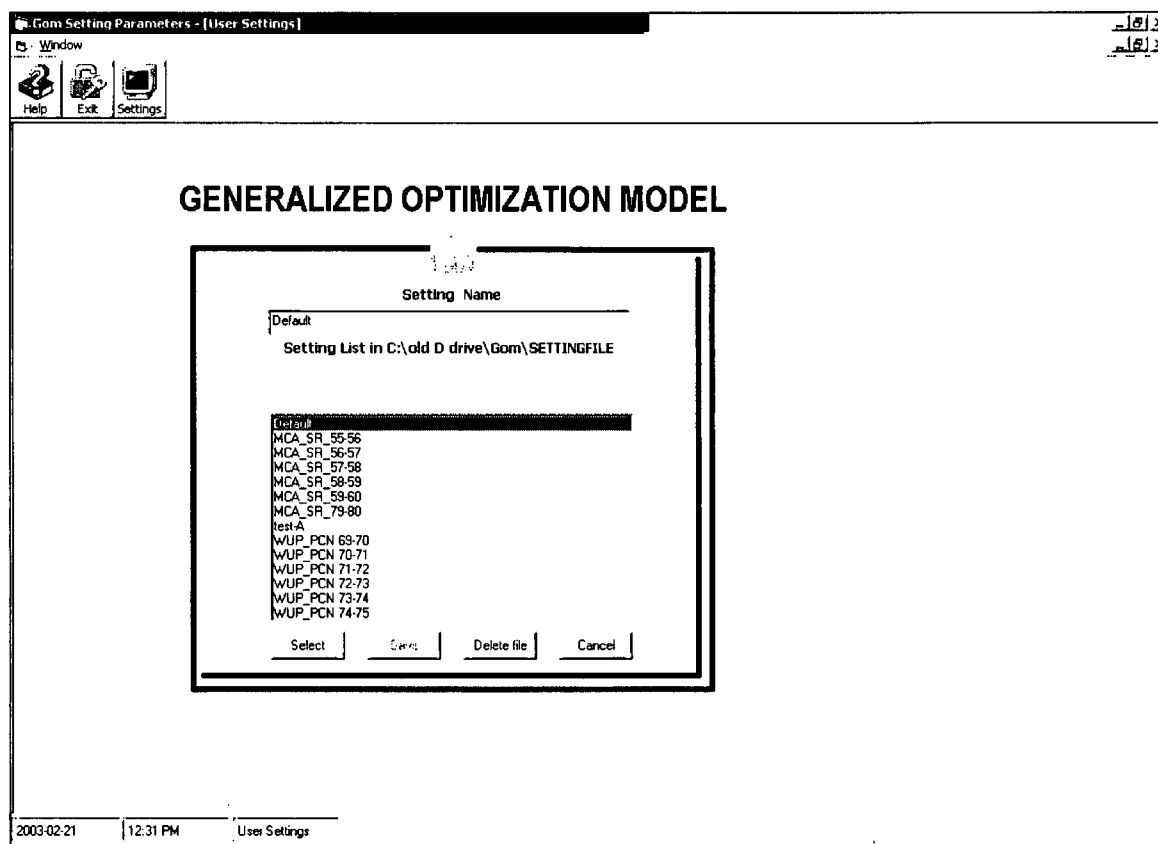 Gom Setting Parameters - [User Settings]
Window
Help Exit Settings
GENERALIZED OPTIMIZATION MODEL
Setting Name
Default
Setting List in C:\old D drive\Gom\SETTINGFILE
Default
MCA_SR_55-56
MCA_SR_56-57
MCA_SR_57-58
MCA_SR_58-59
MCA_SR_59-60
MCA_SR_79-80
test-A
WUP_PCN 69-70
WUP_PCN 70-71
WUP_PCN 71-72
WUP_PCN 72-73
WUP_PCN 73-74
WUP_PCN 74-75
Select Save Delete file Cancel
2003-02-21 12:31 PM User Settings